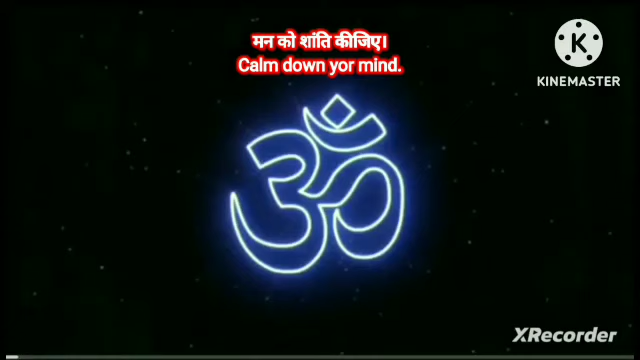 मन को शांति कीजिए।
Calm down yor mind.
K
KINEMASTER
ॐ
XRecorder